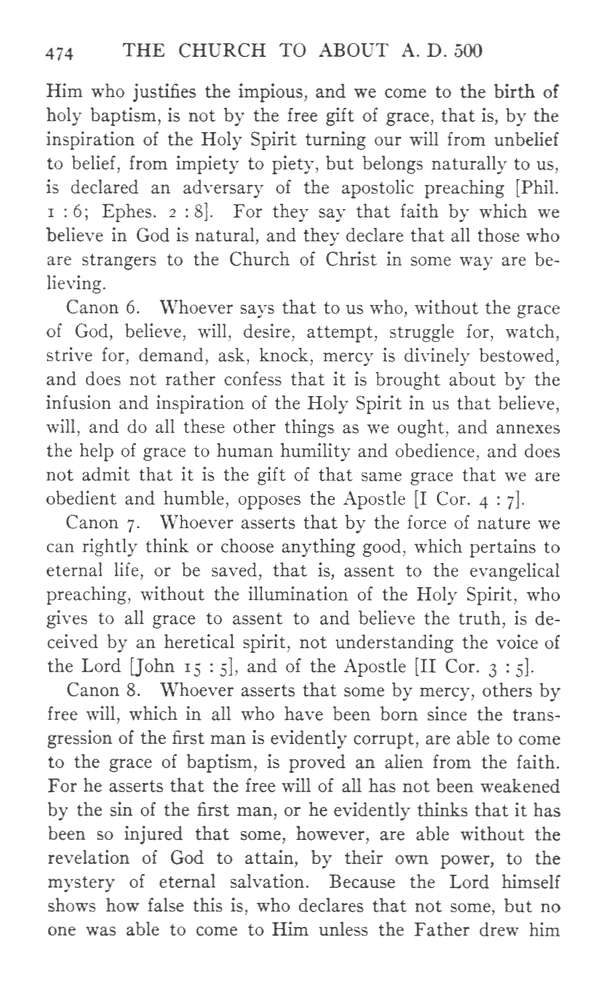 474 THE CHURCH TO ABOUT A. D. 500
Him who justifies the impious, and we come to the birth of
holy baptism, is not by the free gift of grace, that is, by the
inspiration of the Holy Spirit turning our will from unbelief
to belief, from impiety to piety, but belongs naturally to us,
is declared an adversary of the apostolic preaching [Phil.
1 : 6; Ephes. 2 : 8]. For they say that faith by which we
believe in God is natural, and they declare that all those who
are strangers to the Church of Christ in some way are be-
lieving.
Canon 6. Whoever says that to us who, without the grace
of God, believe, will, desire, attempt, struggle for, watch,
strive for, demand, ask, knock, mercy is divinely bestowed,
and does not rather confess that it is brought about by the
infusion and inspiration of the Holy Spirit in us that believe,
will, and do all these other things as we ought, and annexes
the help of grace to human humility and obedience, and does
not admit that it is the gift of that same grace that we are
obedient and humble, opposes the Apostle [I Cor. 4 : 7].
Canon 7. Whoever asserts that by the force of nature we
can rightly think or choose anything good, which pertains to
eternal life, or be saved, that is, assent to the evangelical
preaching, without the illumination of the Holy Spirit, who
gives to all grace to assent to and believe the truth, is de-
ceived by an heretical spirit, not understanding the voice of
the Lord [John 15 : 5], and of the Apostle [II Cor. 3 : 5].
Canon 8. Whoever asserts that some by mercy, others by
free will, which in all who have been born since the trans-
gression of the first man is evidently corrupt, are able to come
to the grace of baptism, is proved an alien from the faith.
For he asserts that the free will of all has not been weakened
by the sin of the first man, or he evidently thinks that it has
been so injured that some, however, are able without the
revelation of God to attain, by their own power, to the
mystery of eternal salvation. Because the Lord himself
shows how false this is, who declares that not some, but no
one was able to come to Him unless the Father drew him